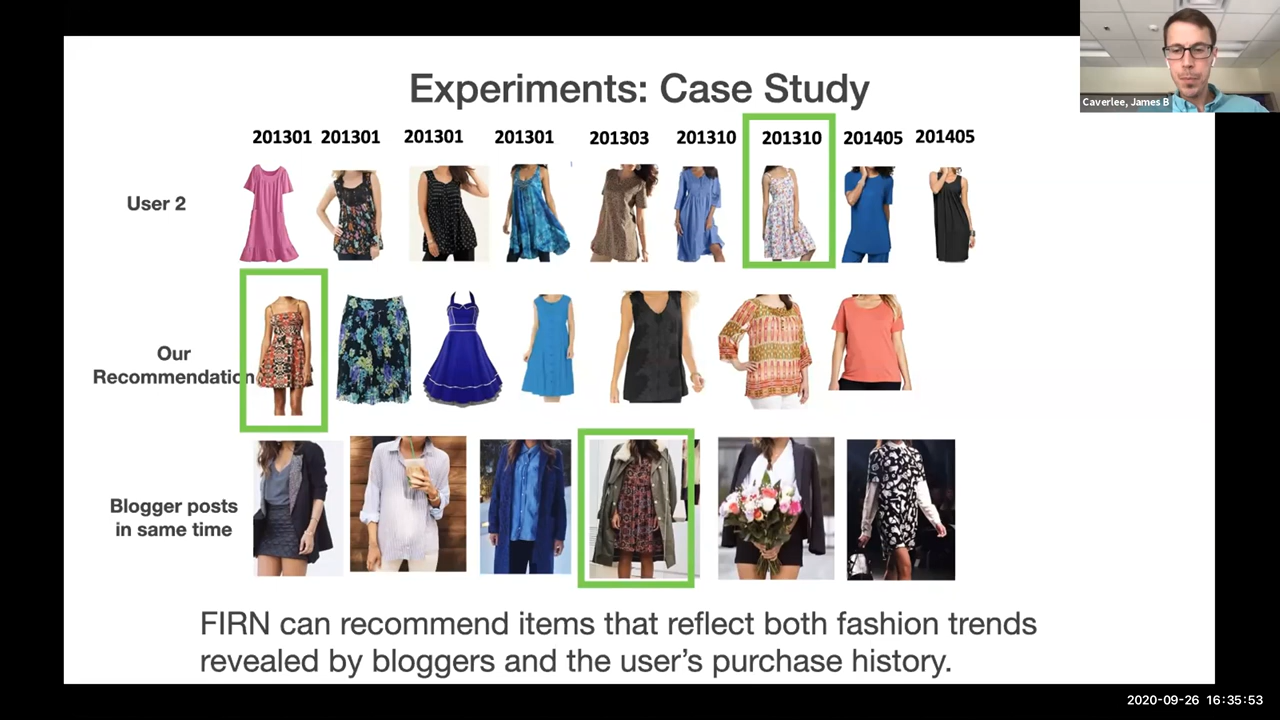 Caverlee, James B
Experiments: Case Study
201301 201301 201301 201301 201303 201310 201310 201405 201405
User 2
Our
Recommendation
Blogger posts
in same time
FIRN can recommend items that reflect both fashion trends
revealed by bloggers and the user's purchase history.
2020-09-26 16:35:53